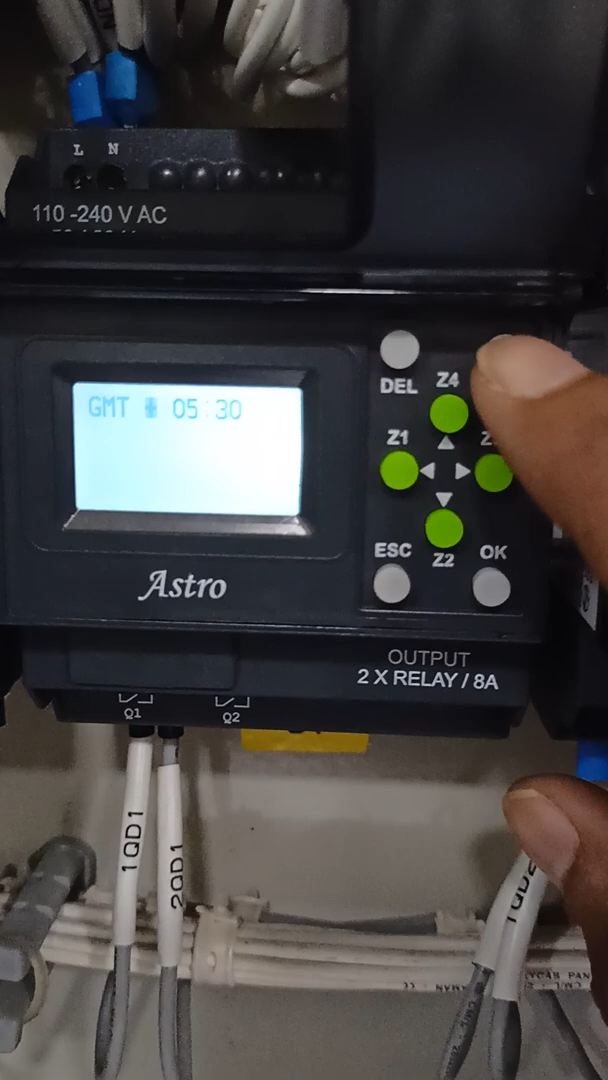 L N
110 -240 V AC
GMT 05:30
DEL
Z4
Z1
ESC
Z2
OK
Astro
OUTPUT
2 X RELAY / 8A
Q1
Q2
1QD1
2QD1